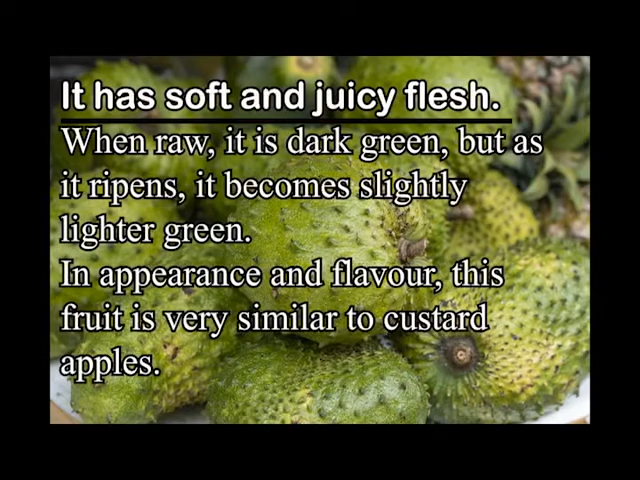 It has soft and juicy flesh.
When raw, it is dark green, but as
it ripens, it becomes slightly
lighter green.
In appearance and flavour, this
fruit is very similar to custard
apples.